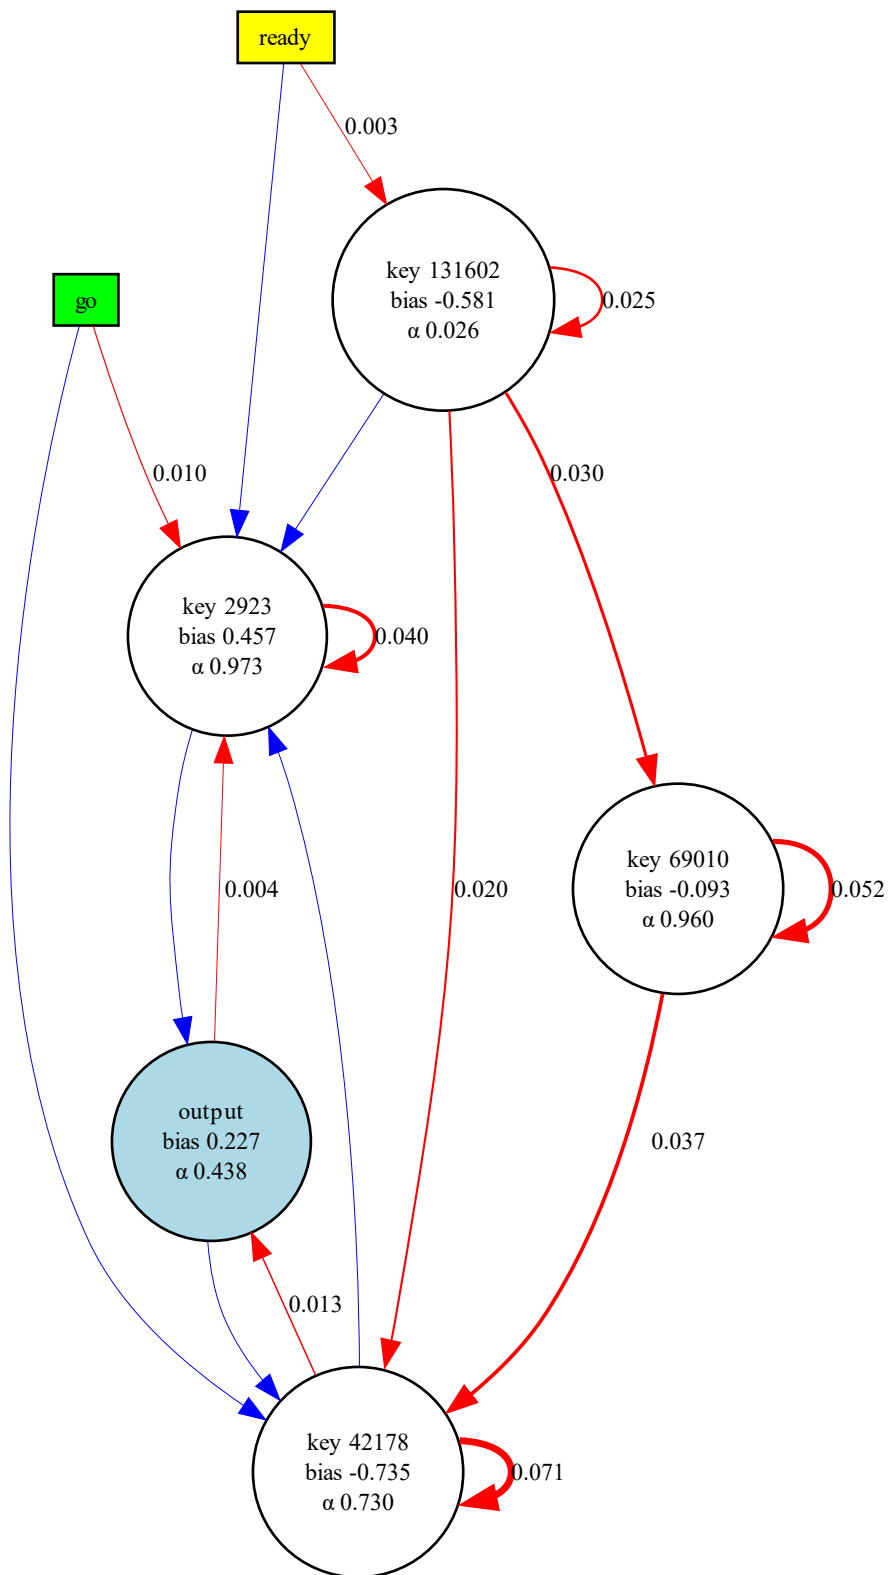 ready
0.003
key 131602
bias -0.581
α 0.026
0.025
go
0.010
0.030
key 2923
bias 0.457
α 0.973
0.040
key 69010
bias -0.093
α 0.960
0.052
0.004
0.020
output
bias 0.227
α 0.438
0.037
0.013
key 42178
bias -0.735
α 0.730
0.071